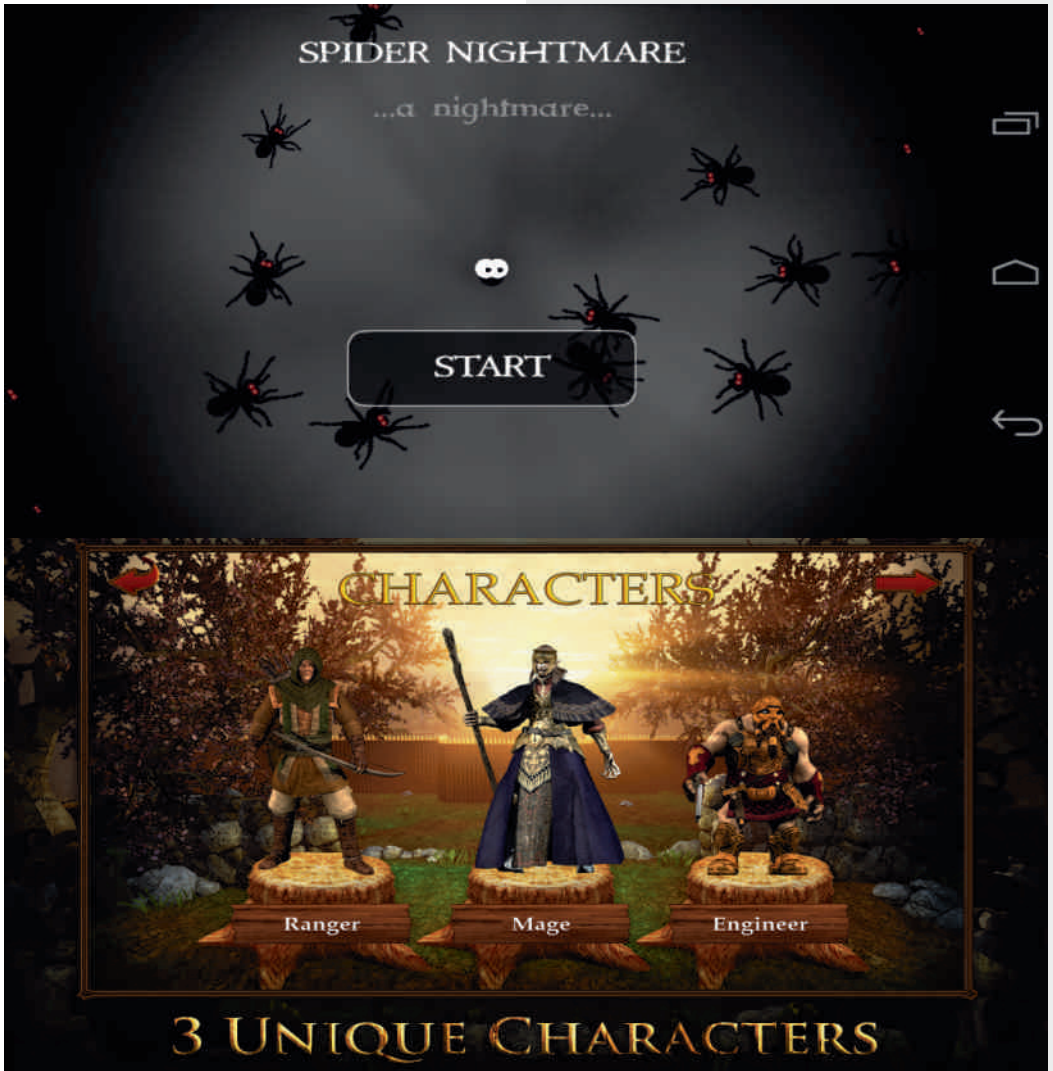 SPIDER NIGHTMARE
...a nightmare...
START
CHARACTERS
Ranger
Mage
Engineer
3 UNIQUE CHARACTERS